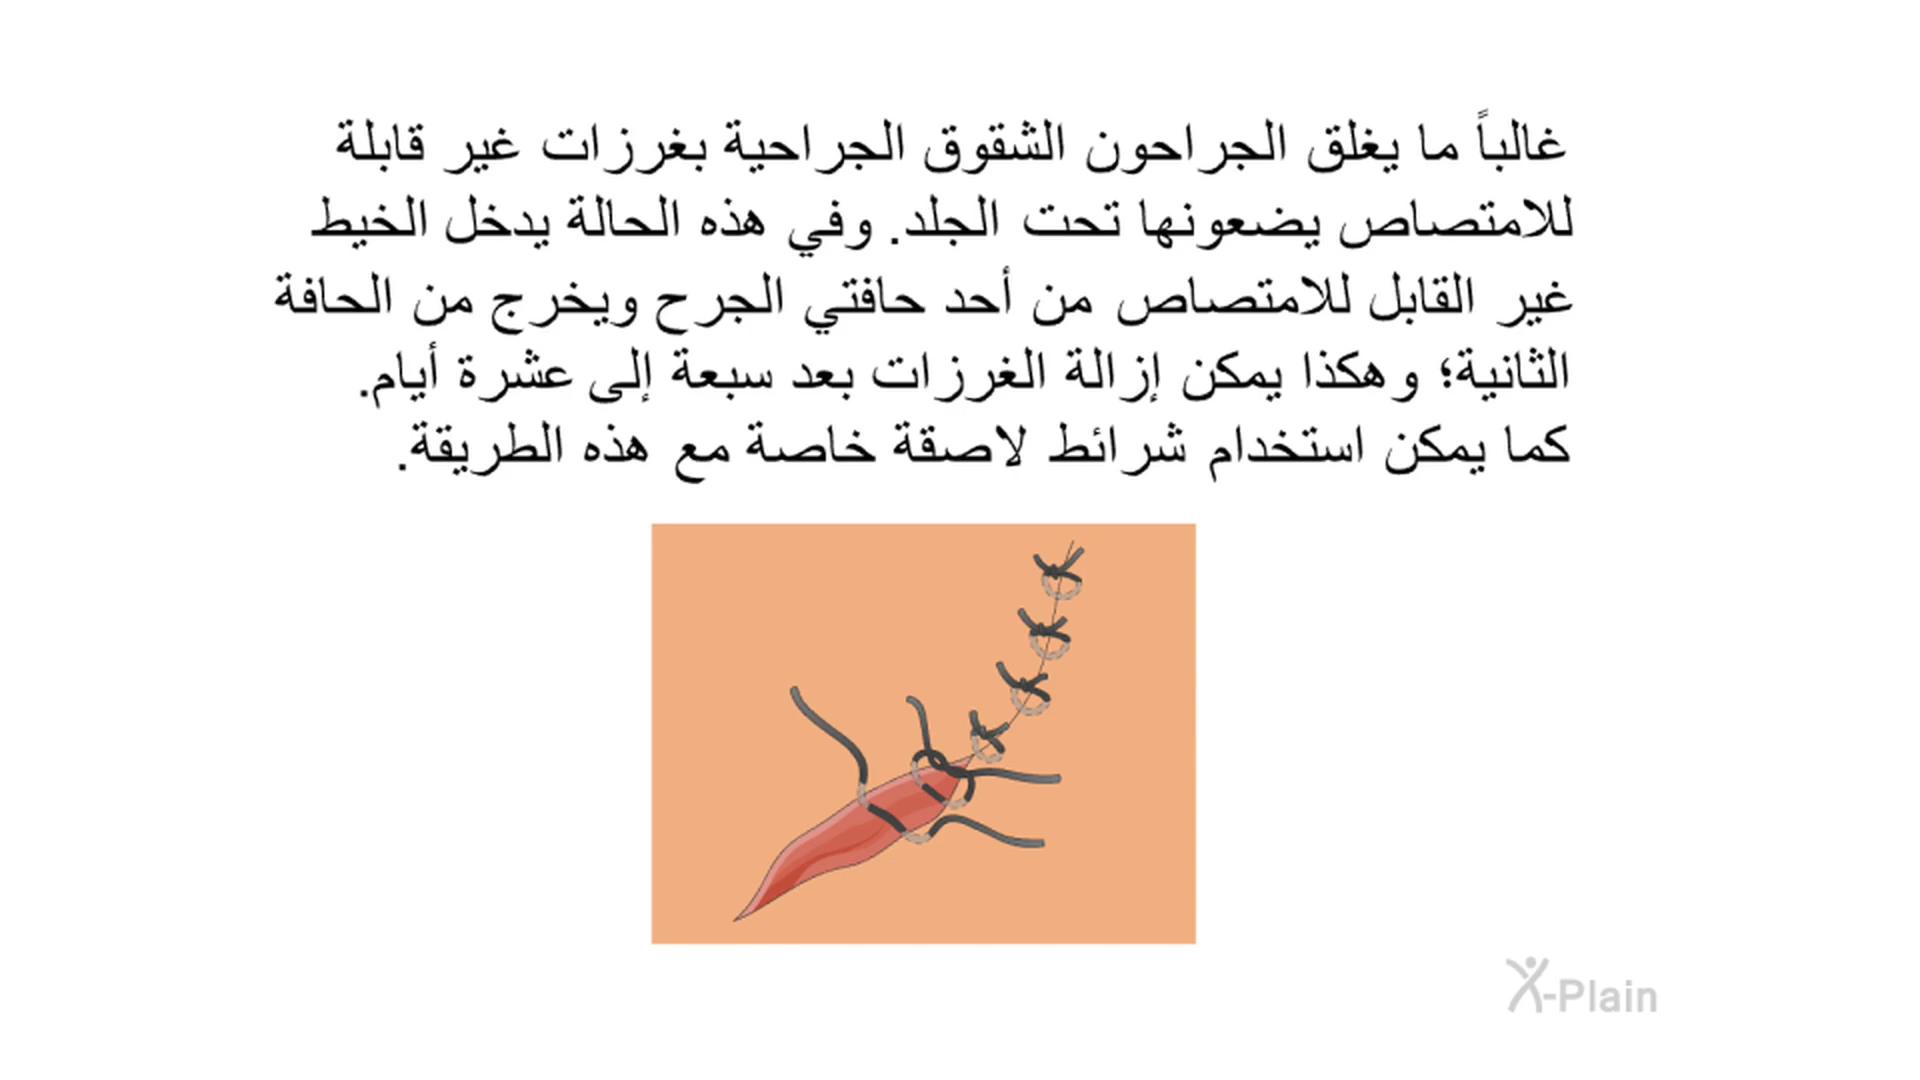 غالباً ما يغلق الجراحون الشقوق الجراحية بغرزات غير قابلة
للامتصاص يضعونها تحت الجلد. وفي هذه الحالة يدخل الخيط
غير القابل للامتصاص من أحد حافتي الجرح ويخرج من الحافة
الثانية؛ وهكذا يمكن إزالة الغرزات بعد سبعة إلى عشرة أيام.
كما يمكن استخدام شرائط لاصقة خاصة مع هذه الطريقة.
X-Plain